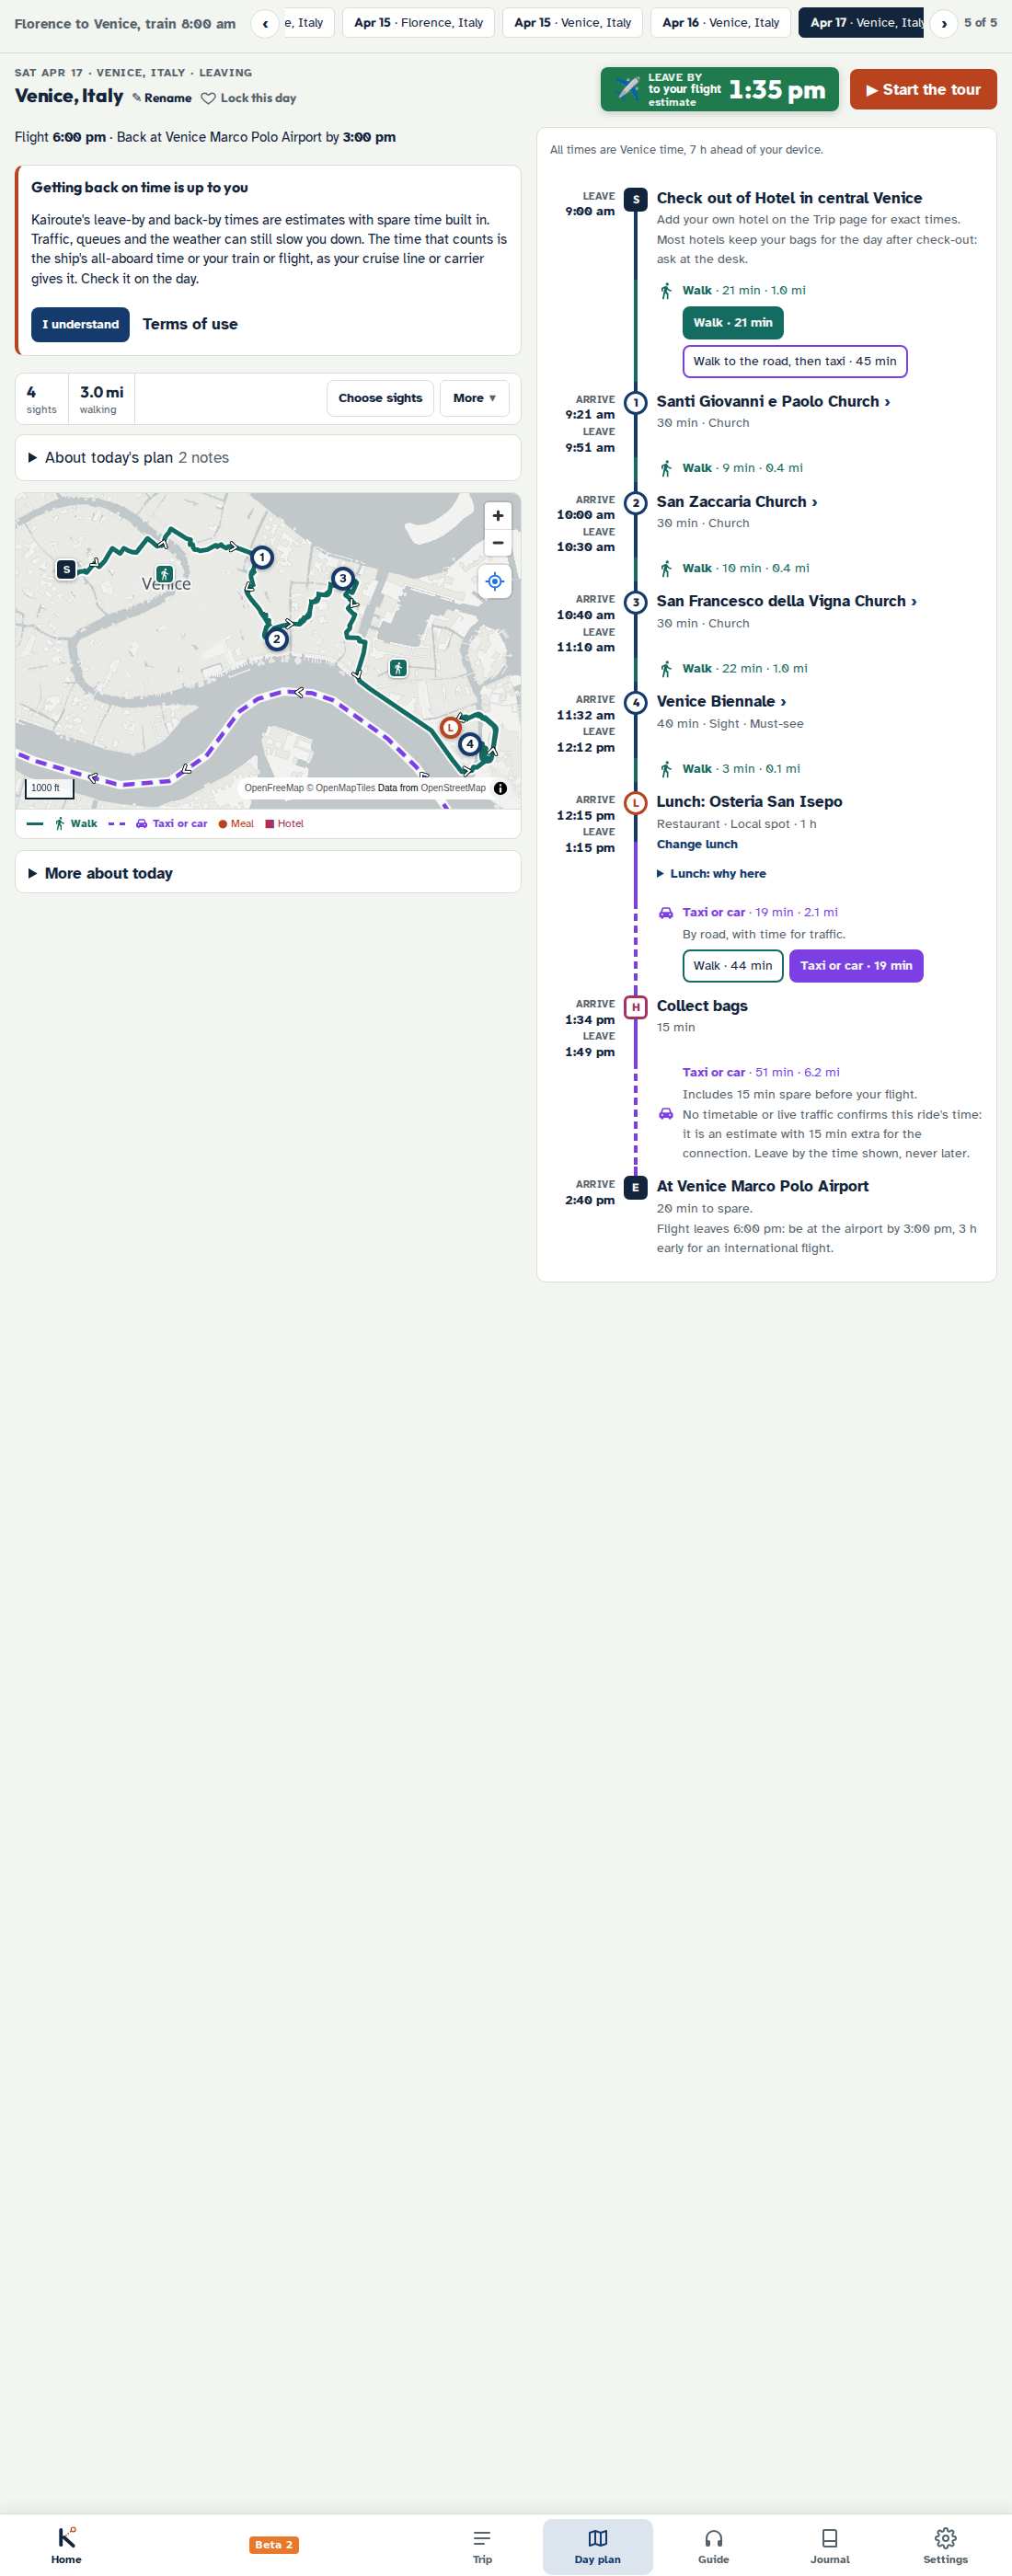 Florence to Venice, train 8:00 am
‹
e, Italy
Apr 15 · Florence, Italy
Apr 15 · Venice, Italy
Apr 16 · Venice, Italy
Apr 17 · Venice, Italy
›
5 of 5
SAT APR 17 · VENICE, ITALY · LEAVING
Venice, Italy
✎ Rename
Lock this day
LEAVE BY
to your flight
estimate
1:35 pm
▶ Start the tour
Flight 6:00 pm · Back at Venice Marco Polo Airport by 3:00 pm
Getting back on time is up to you
Kairoute's leave-by and back-by times are estimates with spare time built in.
Traffic, queues and the weather can still slow you down. The time that counts is
the ship's all-aboard time or your train or flight, as your cruise line or carrier
gives it. Check it on the day.
I understand
Terms of use
4
sights
3.0 mi
walking
Choose sights
More ▼
▶ About today's plan 2 notes
+
−
S
1
3
2
L
4
Venice
1000 ft
OpenFreeMap © OpenMapTiles Data from OpenStreetMap
Walk
Taxi or car
Meal
Hotel
▶ More about today
All times are Venice time, 7 h ahead of your device.
LEAVE
9:00 am
S
Check out of Hotel in central Venice
Add your own hotel on the Trip page for exact times.
Most hotels keep your bags for the day after check-out:
ask at the desk.
Walk · 21 min · 1.0 mi
Walk · 21 min
Walk to the road, then taxi · 45 min
ARRIVE
9:21 am
LEAVE
9:51 am
1
Santi Giovanni e Paolo Church ›
30 min · Church
Walk · 9 min · 0.4 mi
ARRIVE
10:00 am
LEAVE
10:30 am
2
San Zaccaria Church ›
30 min · Church
Walk · 10 min · 0.4 mi
ARRIVE
10:40 am
LEAVE
11:10 am
3
San Francesco della Vigna Church ›
30 min · Church
Walk · 22 min · 1.0 mi
ARRIVE
11:32 am
LEAVE
12:12 pm
4
Venice Biennale ›
40 min · Sight · Must-see
Walk · 3 min · 0.1 mi
ARRIVE
12:15 pm
LEAVE
1:15 pm
L
Lunch: Osteria San Isepo
Restaurant · Local spot · 1 h
Change lunch
▶ Lunch: why here
Taxi or car · 19 min · 2.1 mi
By road, with time for traffic.
Walk · 44 min
Taxi or car · 19 min
ARRIVE
1:34 pm
LEAVE
1:49 pm
H
Collect bags
15 min
Taxi or car · 51 min · 6.2 mi
Includes 15 min spare before your flight.
No timetable or live traffic confirms this ride's time:
it is an estimate with 15 min extra for the
connection. Leave by the time shown, never later.
ARRIVE
2:40 pm
E
At Venice Marco Polo Airport
20 min to spare.
Flight leaves 6:00 pm: be at the airport by 3:00 pm, 3 h
early for an international flight.
Home
Beta 2
Trip
Day plan
Guide
Journal
Settings